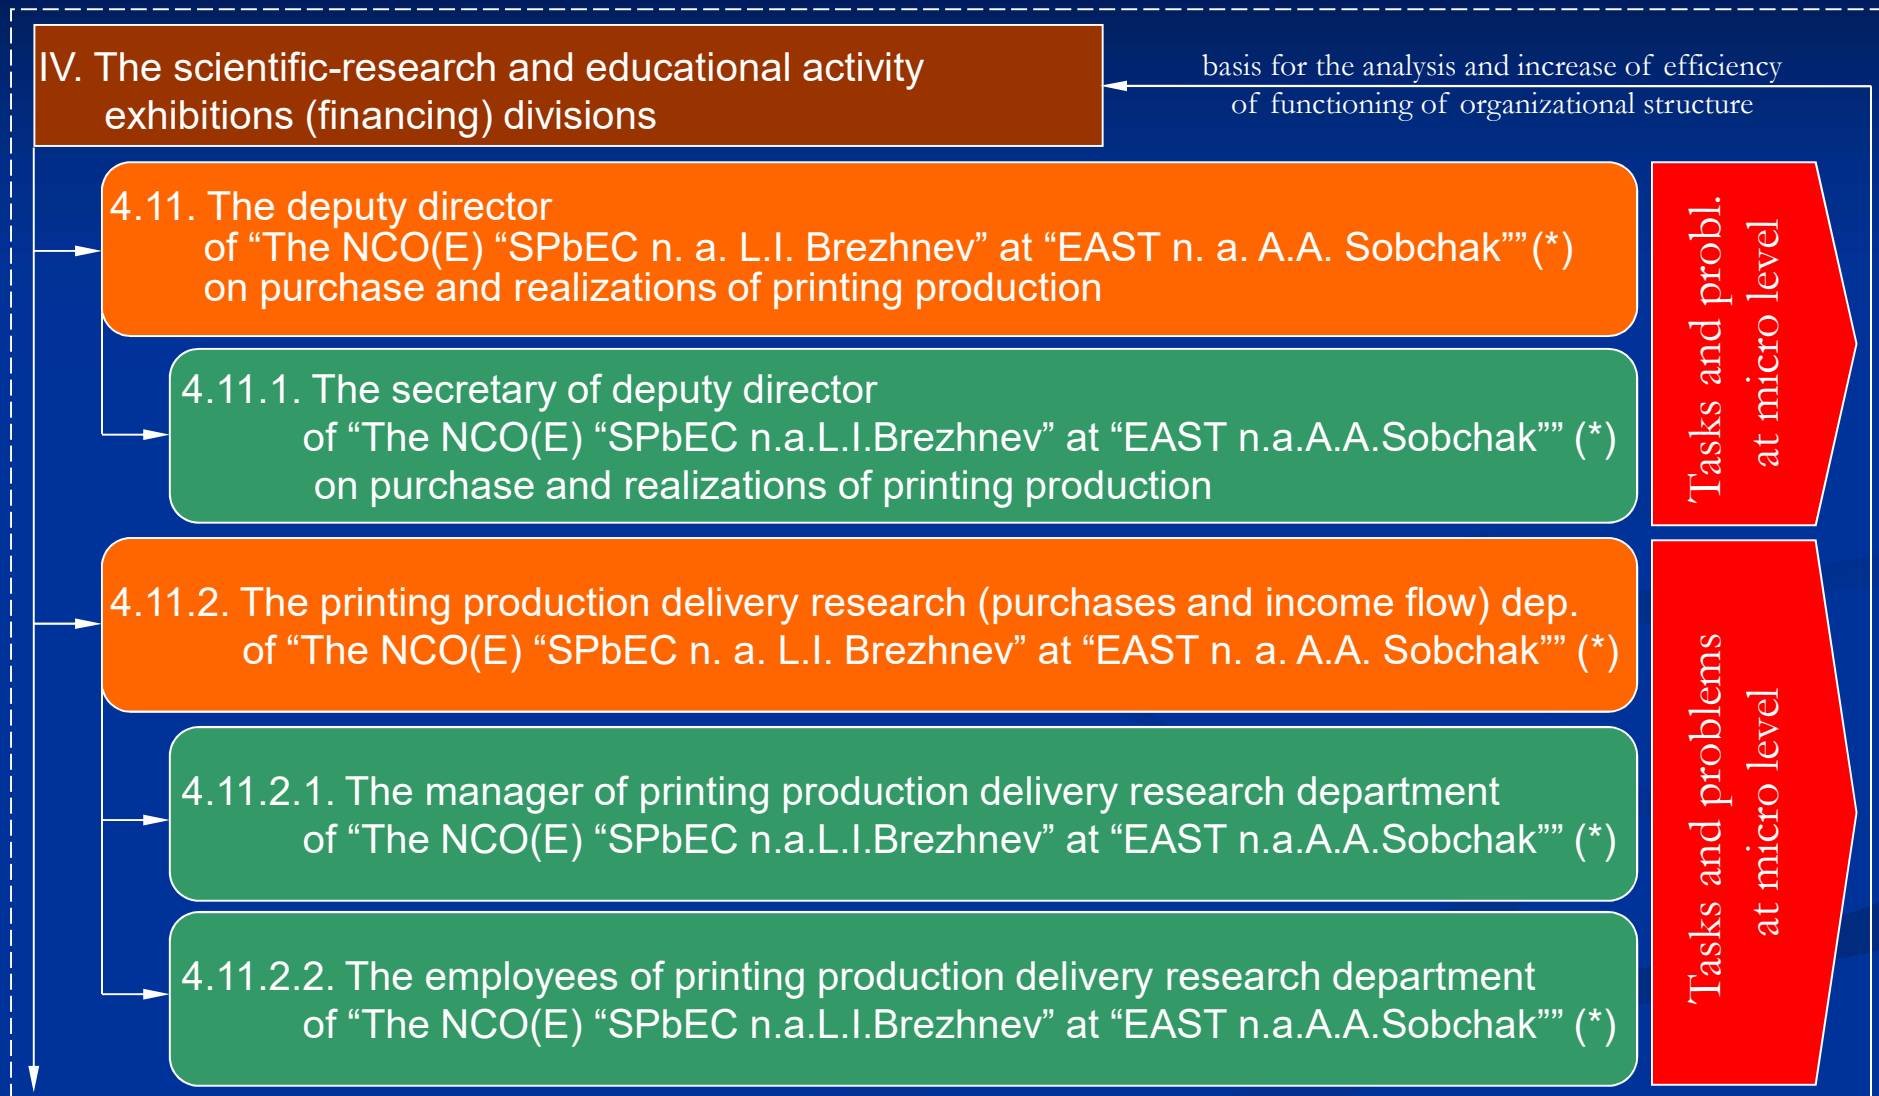 IV. The scientific-research and educational activity
exhibitions (financing) divisions
basis for the analysis and increase of efficiency
of functioning of organizational structure
4.11. The deputy director
of “The NCO(E) “SPbEC n. a. L.I. Brezhnev” at “EAST n. a. A.A. Sobchak”” (*)
on purchase and realizations of printing production
4.11.1. The secretary of deputy director
of “The NCO(E) “SPbEC n.a.L.I.Brezhnev” at “EAST n.a.A.A.Sobchak”” (*)
on purchase and realizations of printing production
Tasks and probl.
at micro level
4.11.2. The printing production delivery research (purchases and income flow) dep.
of “The NCO(E) “SPbEC n. a. L.I. Brezhnev” at “EAST n. a. A.A. Sobchak”” (*)
4.11.2.1. The manager of printing production delivery research department
of “The NCO(E) “SPbEC n.a.L.I.Brezhnev” at “EAST n.a.A.A.Sobchak”” (*)
4.11.2.2. The employees of printing production delivery research department
of “The NCO(E) “SPbEC n.a.L.I.Brezhnev” at “EAST n.a.A.A.Sobchak”” (*)
Tasks and problems
at micro level